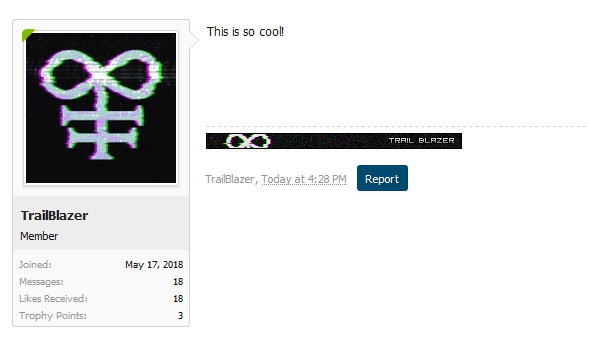 This is so cool!
TRAIL BLAZER
TrailBlazer, Today at 4:28 PM Report
TrailBlazer
Member
Joined: May 17, 2018
Messages: 18
Likes Received: 18
Trophy Points: 3